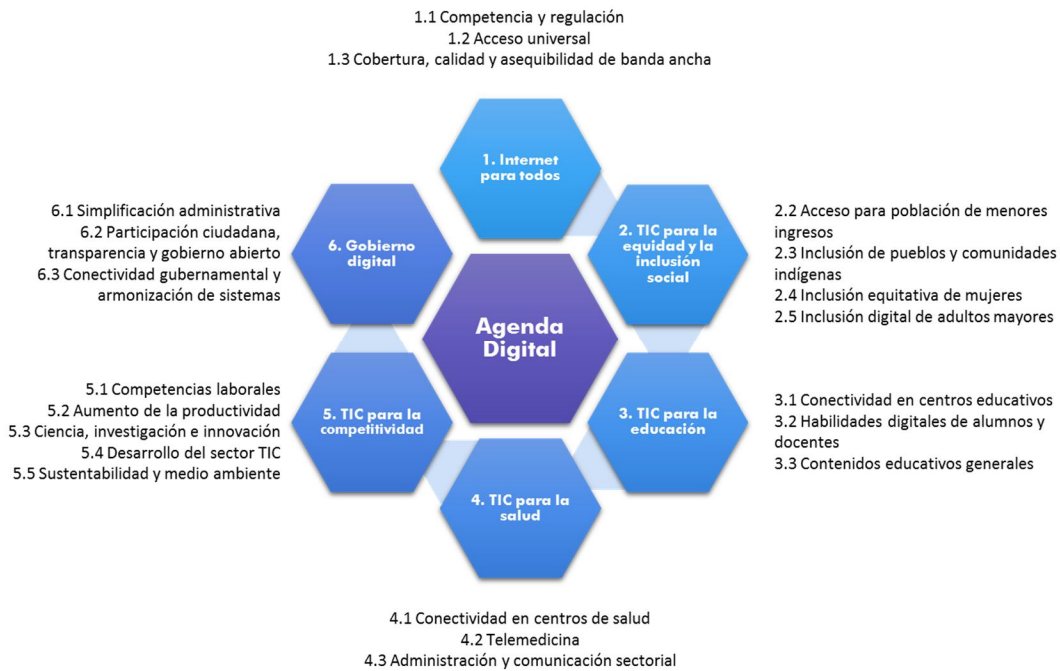 1.1 Competencia y regulación
1.2 Acceso universal
1.3 Cobertura, calidad y asequibilidad de banda ancha
1. Internet
para todos
2. TIC para la
equidad y la
inclusión
social
2.2 Acceso para población de menores
ingresos
2.3 Inclusión de pueblos y comunidades
indígenas
2.4 Inclusión equitativa de mujeres
2.5 Inclusión digital de adultos mayores
3. TIC para la
educación
3.1 Conectividad en centros educativos
3.2 Habilidades digitales de alumnos y
docentes
3.3 Contenidos educativos generales
4. TIC para la
salud
4.1 Conectividad en centros de salud
4.2 Telemedicina
4.3 Administración y comunicación sectorial
5. TIC para la
competitividad
5.1 Competencias laborales
5.2 Aumento de la productividad
5.3 Ciencia, investigación e innovación
5.4 Desarrollo del sector TIC
5.5 Sustentabilidad y medio ambiente
6. Gobierno
digital
6.1 Simplificación administrativa
6.2 Participación ciudadana,
transparencia y gobierno abierto
6.3 Conectividad gubernamental y
armonización de sistemas
Agenda
Digital